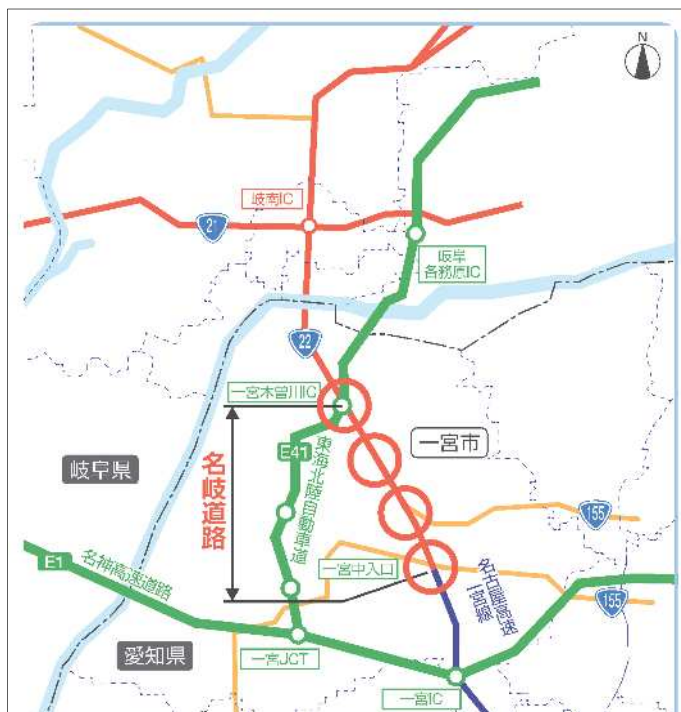 N
岐南IC
21
岐阜
各務原IC
22
一宮木曽川IC
一宮市
E41
東海北陸自動車道
名岐道路
岐阜県
155
一宮中入口
E1
名神高速道路
名古屋高速
一宮線
155
愛知県
一宮JCT
一宮IC